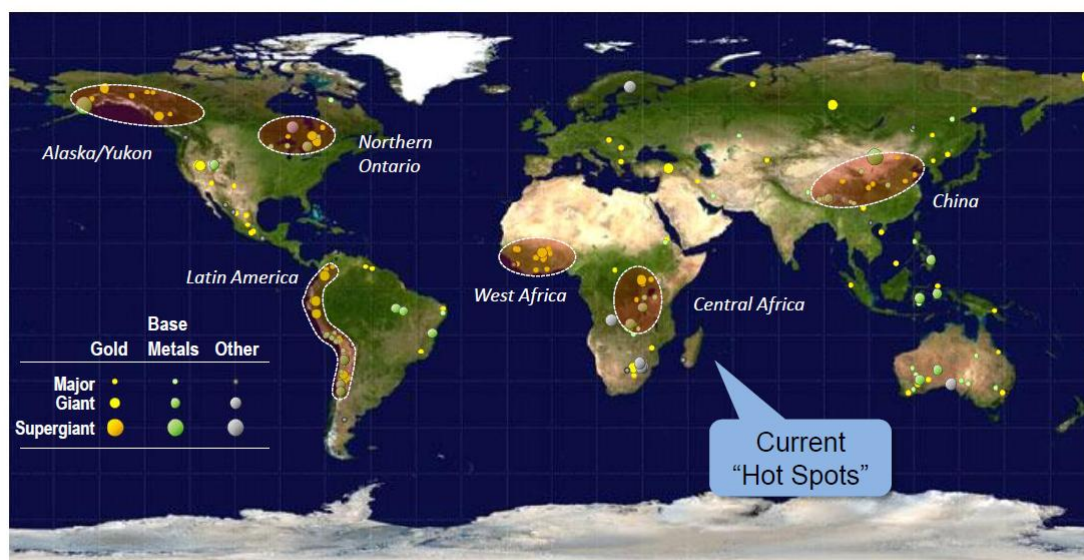 Alaska/Yukon
Northern
Ontario
China
Latin America
West Africa
Central Africa
Base
Gold Metals Other
Major
Giant
Supergiant
Current
“Hot Spots”